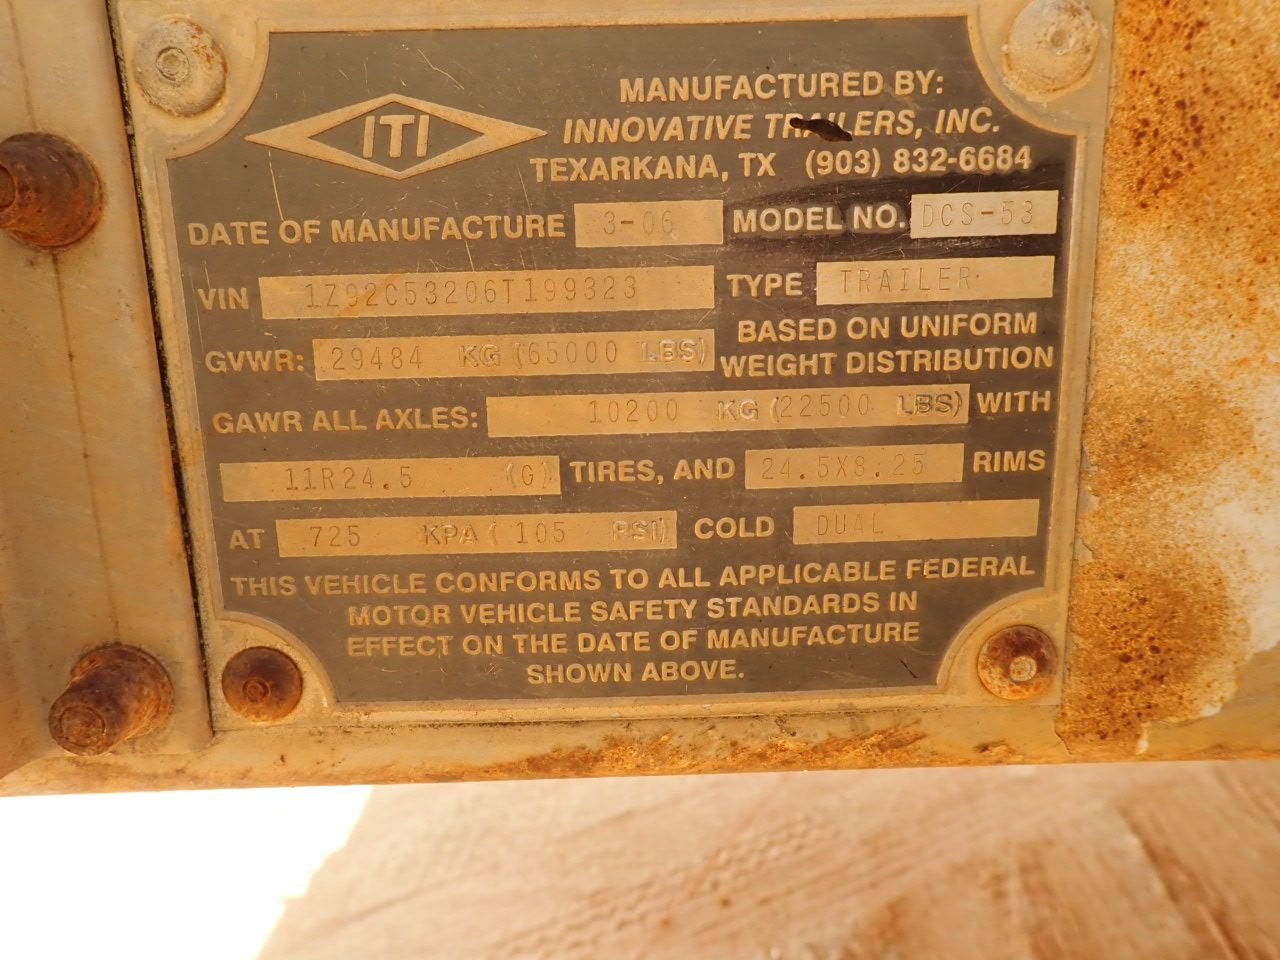 ITI
MANUFACTURED BY:
INNOVATIVE TRAILERS, INC.
TEXARKANA, TX (903) 832-6684
DATE OF MANUFACTURE 3-06 MODEL NO. DCS-53
VIN 1Z92C53206T199323 TYPE TRAILER
GVWR: 29484 KG (65000 LBS) BASED ON UNIFORM WEIGHT DISTRIBUTION
GAWR ALL AXLES: 10200 KG (22500 LBS) WITH
11R24.5 (G) TIRES, AND 24.5X8.25 RIMS
AT 725 KPA (105 PSI) COLD DUAL
THIS VEHICLE CONFORMS TO ALL APPLICABLE FEDERAL
MOTOR VEHICLE SAFETY STANDARDS IN
EFFECT ON THE DATE OF MANUFACTURE
SHOWN ABOVE.